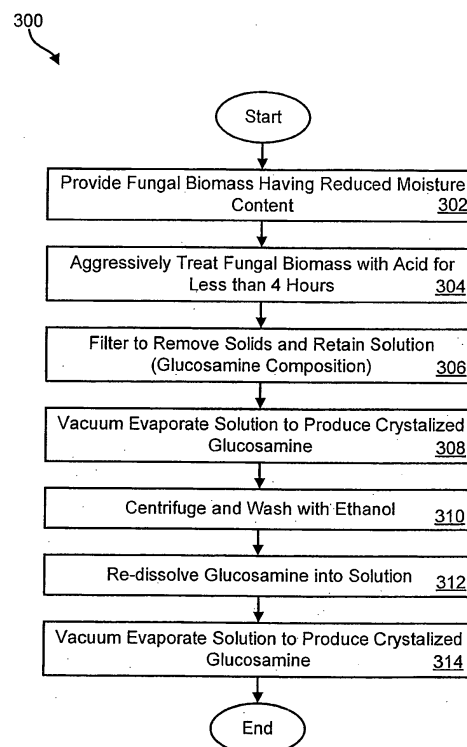 300
Start
Provide Fungal Biomass Having Reduced Moisture
Content
302
Aggressively Treat Fungal Biomass with Acid for
Less than 4 Hours
304
Filter to Remove Solids and Retain Solution
(Glucosamine Composition)
306
Vacuum Evaporate Solution to Produce Crystalized
Glucosamine
308
Centrifuge and Wash with Ethanol
310
Re-dissolve Glucosamine into Solution
312
Vacuum Evaporate Solution to Produce Crystalized
Glucosamine
314
End